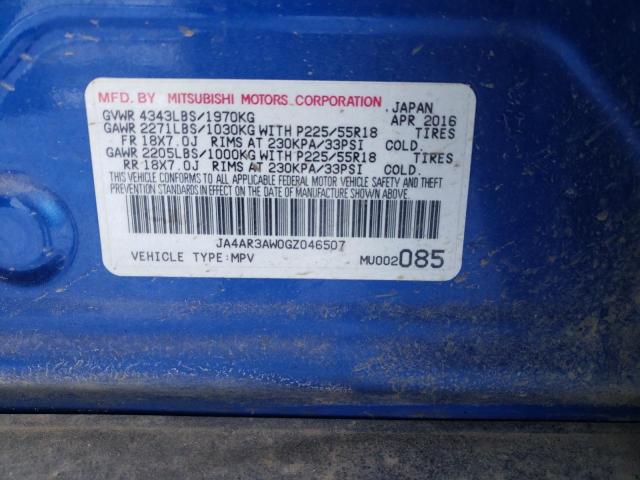 MFD. BY MITSUBISHI MOTORS CORPORATION JAPAN
GVWR 4343LBS/1970KG APR 2016
GAWR 2271LBS/1030KG WITH P225/55R18 TIRES
FR 18X7.0J RIMS AT 230KPA/33PSI COLD.
GAWR 2205LBS/1000KG WITH P225/55R18 TIRES
RR 18X7.0J RIMS AT 230KPA/33PSI COLD.
THIS VEHICLE CONFORMS TO ALL APPLICABLE FEDERAL MOTOR VEHICLE SAFETY AND THEFT
PREVENTION STANDARDS IN EFFECT ON THE DATE OF MANUFACTURE SHOWN ABOVE.
JA4AR3AW0GZ046507
VEHICLE TYPE:MPV MU002085